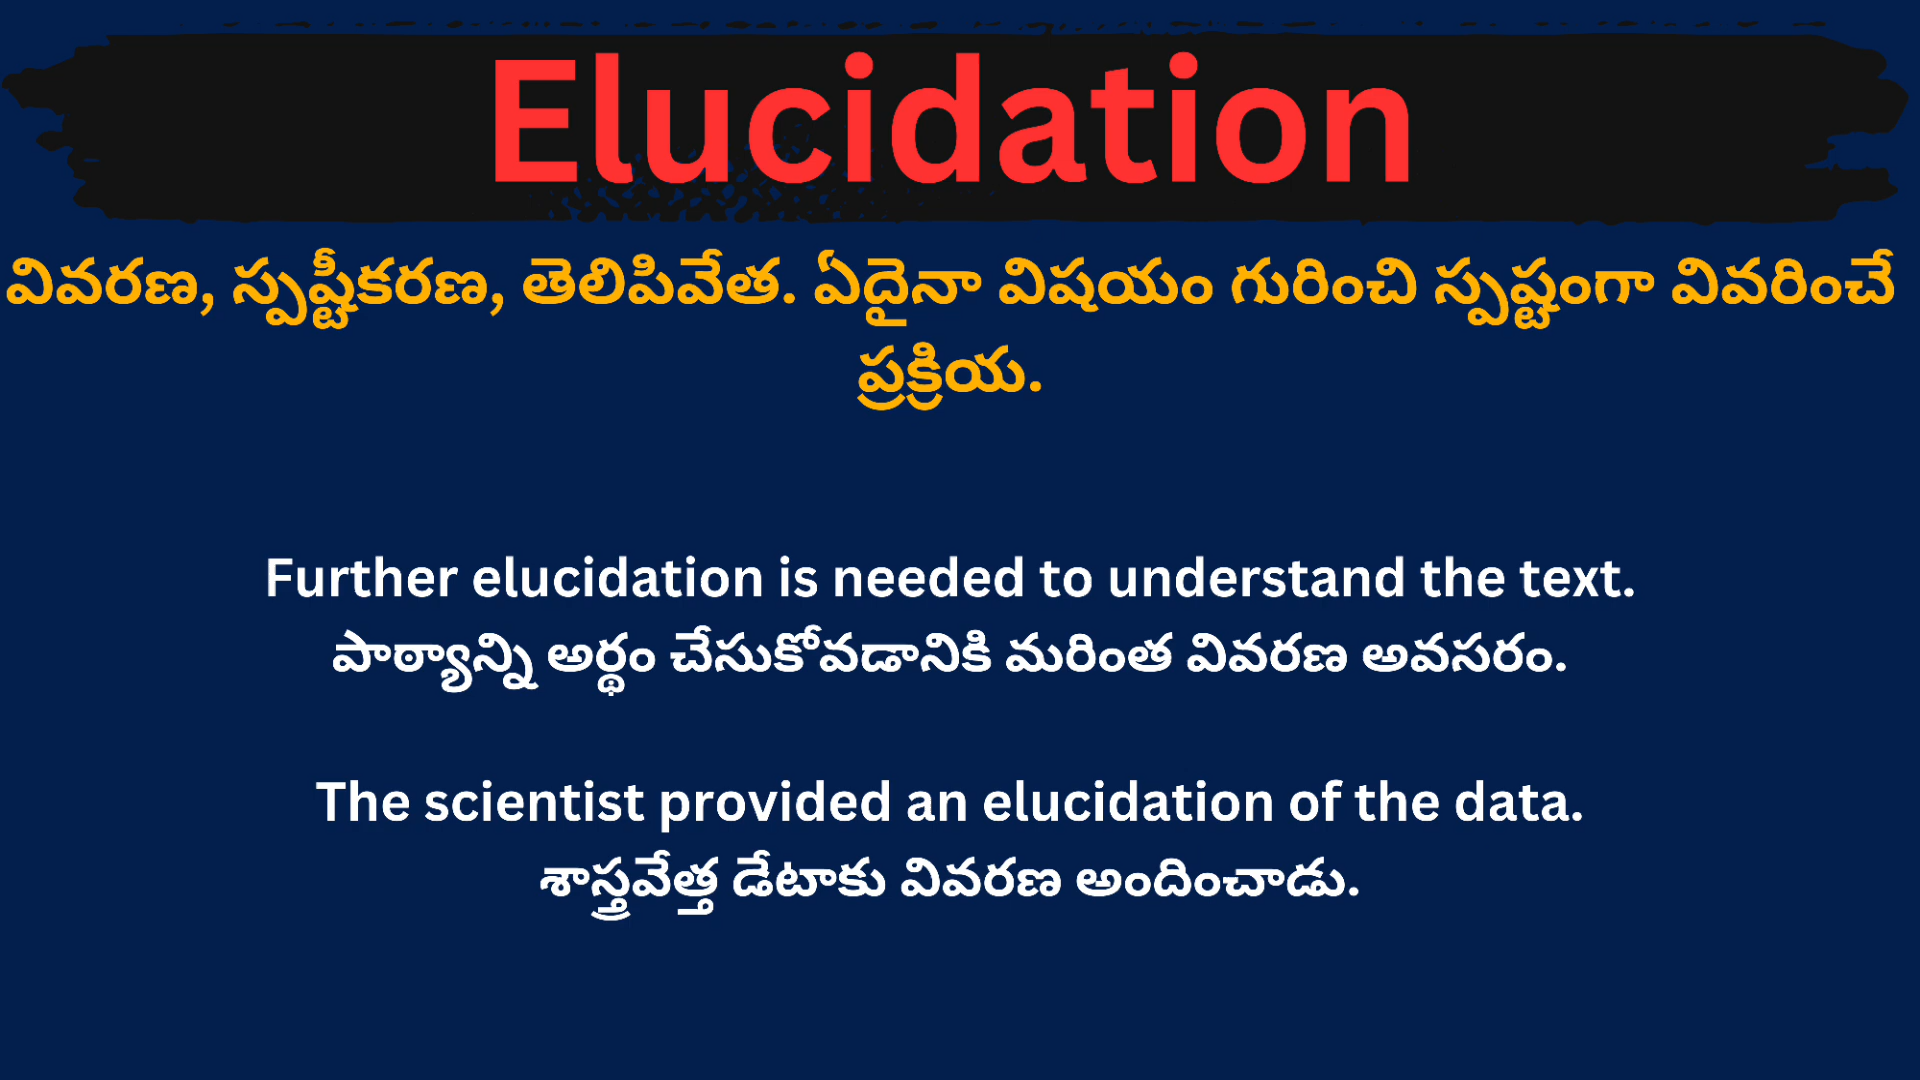 Elucidation
వివరణ, స్పష్టీకరణ, తెలిపివేత. ఏదైనా విషయం గురించి స్పష్టంగా వివరించే
ప్రక్రియ.
Further elucidation is needed to understand the text.
పాఠ్యాన్ని అర్థం చేసుకోవడానికి మరింత వివరణ అవసరం.
The scientist provided an elucidation of the data.
శాస్త్రవేత్త డేటాకు వివరణ అందించాడు.